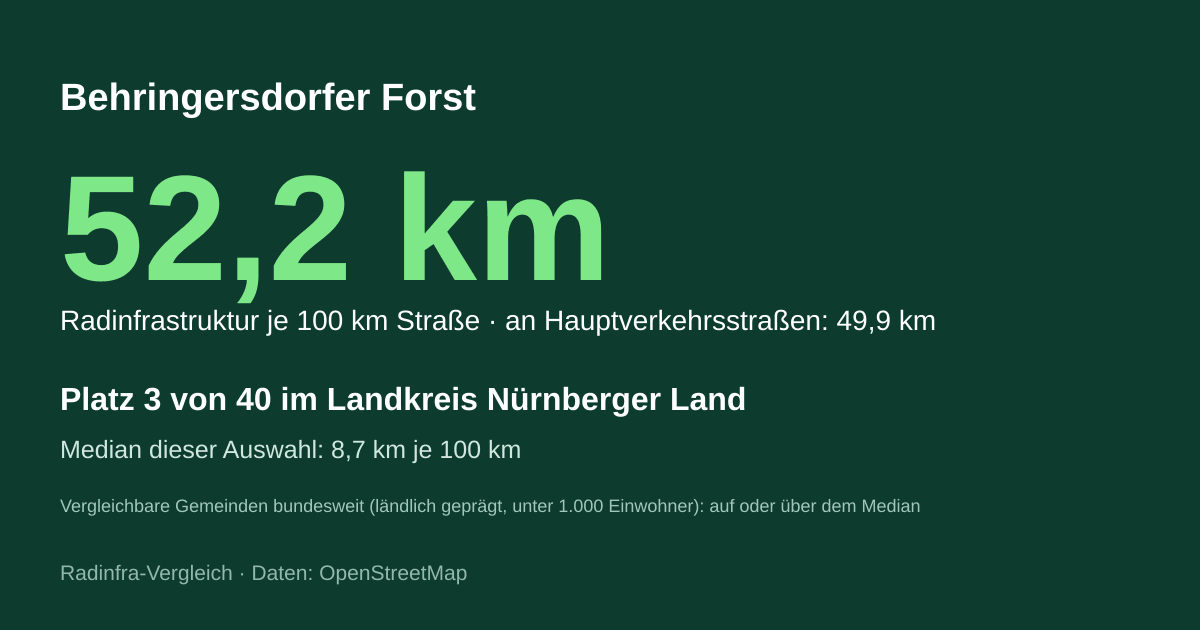 Behringersdorfer Forst
52,2 km
Radinfrastruktur je 100 km Straße · an Hauptverkehrsstraßen: 49,9 km
Platz 3 von 40 im Landkreis Nürnberger Land
Median dieser Auswahl: 8,7 km je 100 km
Vergleichbare Gemeinden bundesweit (ländlich geprägt, unter 1.000 Einwohner): auf oder über dem Median
Radinfra-Vergleich · Daten: OpenStreetMap